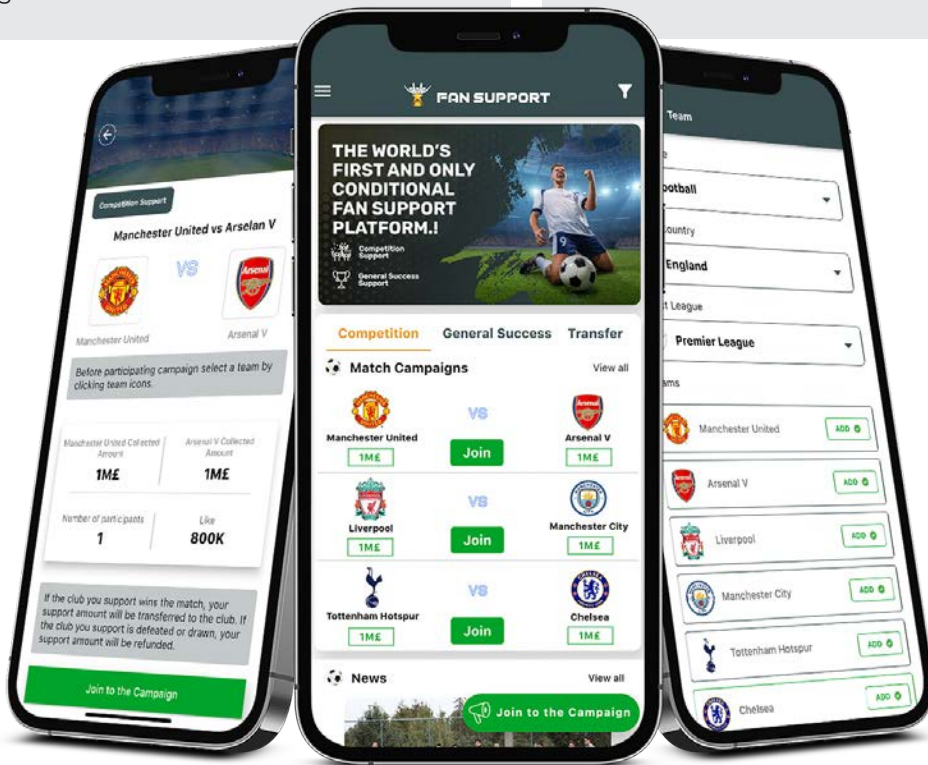 Competition Support
Manchester United vs Arselan V
VS
Arsenal
Manchester United
Arsenal V
Before participating campaign select a team by
clicking team icons.
Manchester United Collected
Amount
1M£
Arsenal V Collected
Amount
1M£
Number of participants
1
Like
800K
If the club you support wins the match, your
support amount will be transferred to the club. If
the club you support is defeated or drawn, your
support amount will be refunded.
Join to the Campaign
FAN SUPPORT
THE WORLD'S
FIRST AND ONLY
CONDITIONAL
FAN SUPPORT
PLATFORM.!
Competition
Support
General Success
Support
9
Competition General Success Transfer
Match Campaigns View all
VS
Manchester United
1M£
Join
Arsenal V
1M£
VS
Liverpool
1M£
Join
Manchester City
1M£
VS
Tottenham Hotspur
1M£
Join
Chelsea
1M£
News View all
Join to the Campaign
Team
ootball
ountry
England
t League
Premier League
ams
Manchester United ADD
Arsenal V ADD
Liverpool ADD
Manchester City ADD
Tottenham Hotspur ADD
Chelsea ADD